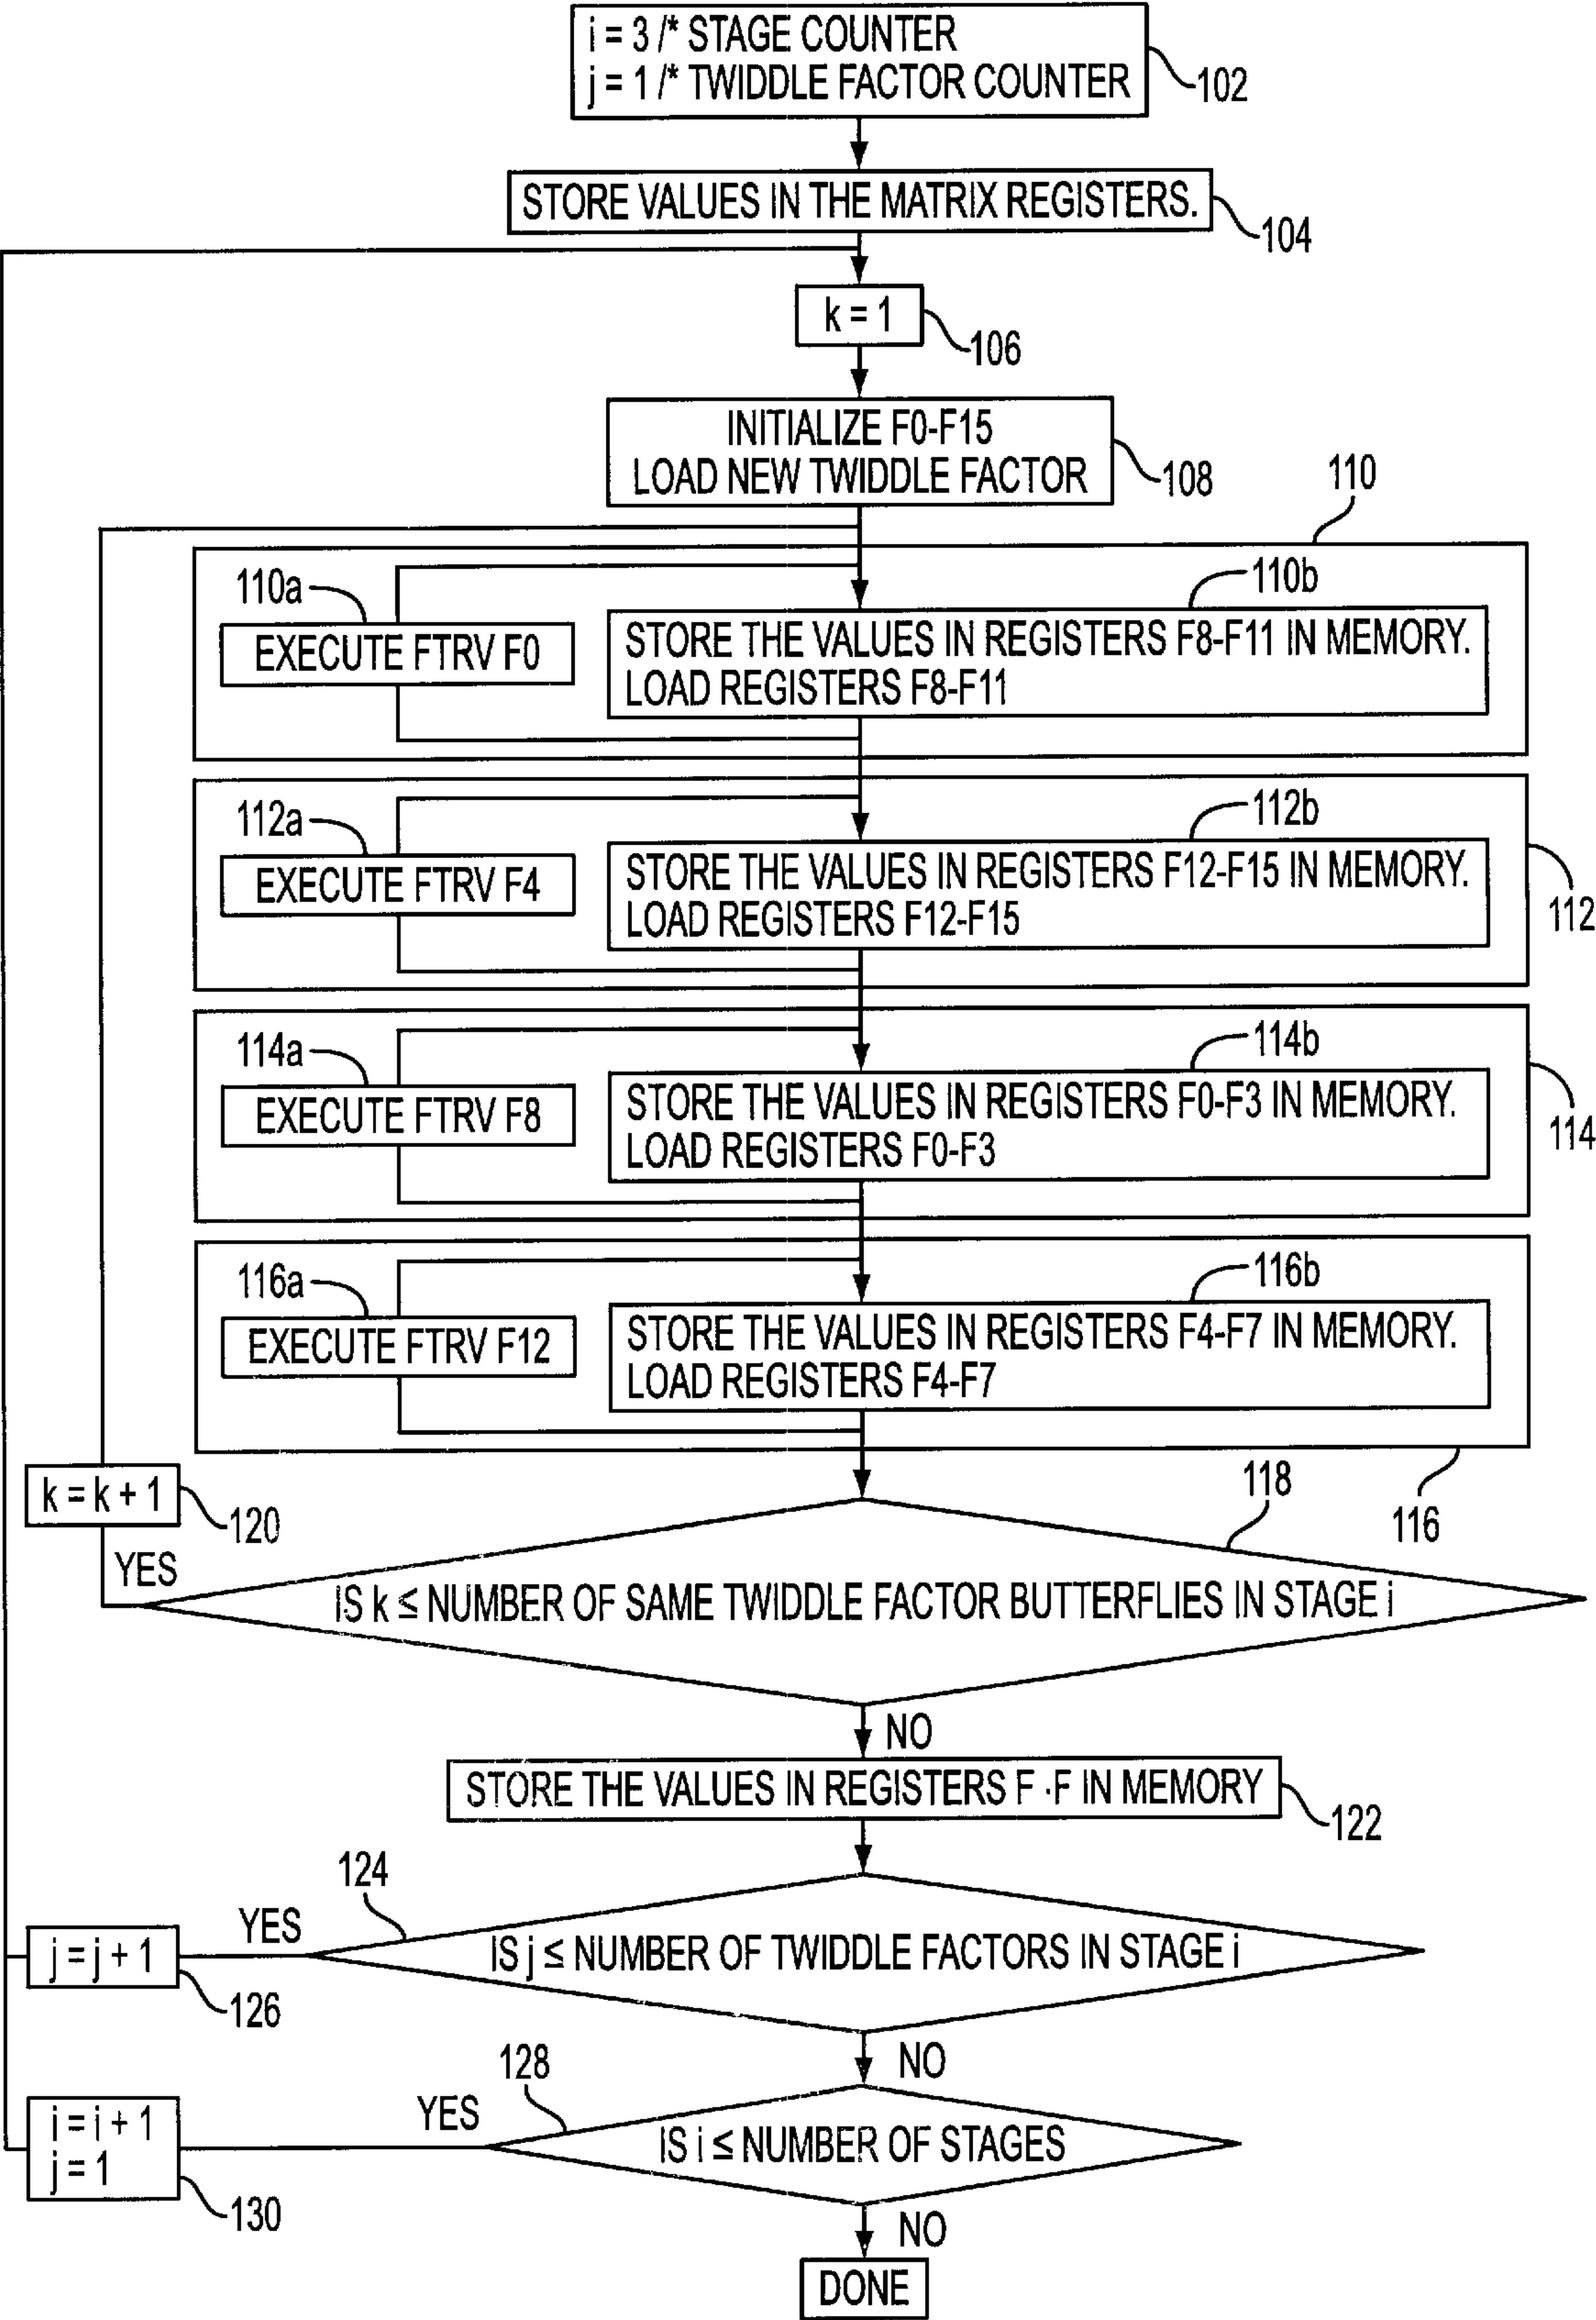 i = 3 /* STAGE COUNTER
j = 1 /* TWIDDLE FACTOR COUNTER
102
STORE VALUES IN THE MATRIX REGISTERS.
104
k = 1
106
INITIALIZE F0-F15
LOAD NEW TWIDDLE FACTOR
108
110
110a
110b
EXECUTE FTRV F0
STORE THE VALUES IN REGISTERS F8-F11 IN MEMORY.
LOAD REGISTERS F8-F11
112a
112b
EXECUTE FTRV F4
STORE THE VALUES IN REGISTERS F12-F15 IN MEMORY.
LOAD REGISTERS F12-F15
112
114a
114b
EXECUTE FTRV F8
STORE THE VALUES IN REGISTERS F0-F3 IN MEMORY.
LOAD REGISTERS F0-F3
114
116a
116b
EXECUTE FTRV F12
STORE THE VALUES IN REGISTERS F4-F7 IN MEMORY.
LOAD REGISTERS F4-F7
116
k = k + 1
120
118
YES
IS k ≤ NUMBER OF SAME TWIDDLE FACTOR BUTTERFLIES IN STAGE i
NO
STORE THE VALUES IN REGISTERS F -F IN MEMORY
122
124
YES
j = j + 1
126
IS j ≤ NUMBER OF TWIDDLE FACTORS IN STAGE i
NO
128
YES
i = i + 1
j = 1
130
IS i ≤ NUMBER OF STAGES
NO
DONE